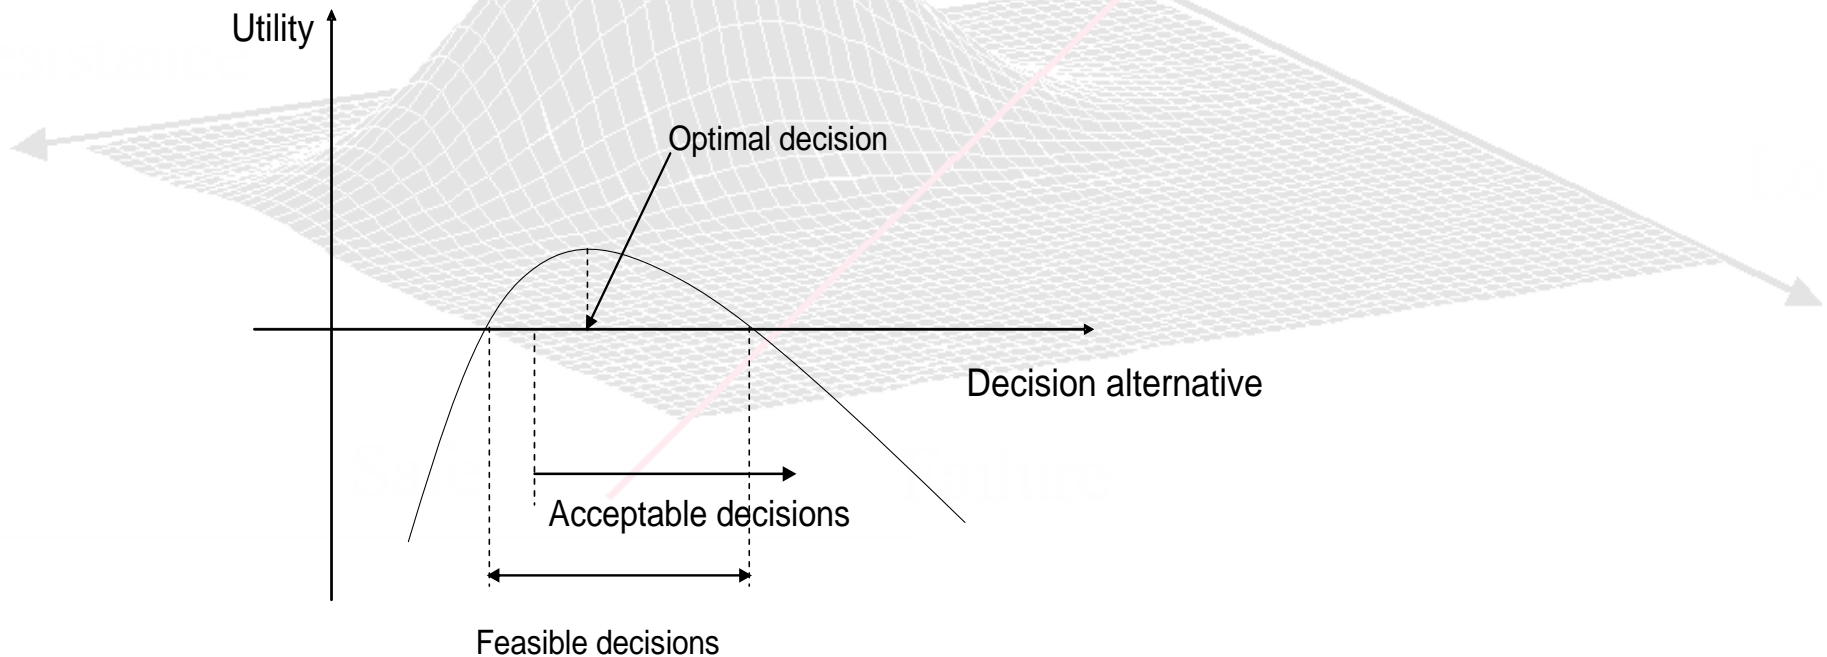 Utility
Optimal decision
Decision alternative
Acceptable decisions
Feasible decisions